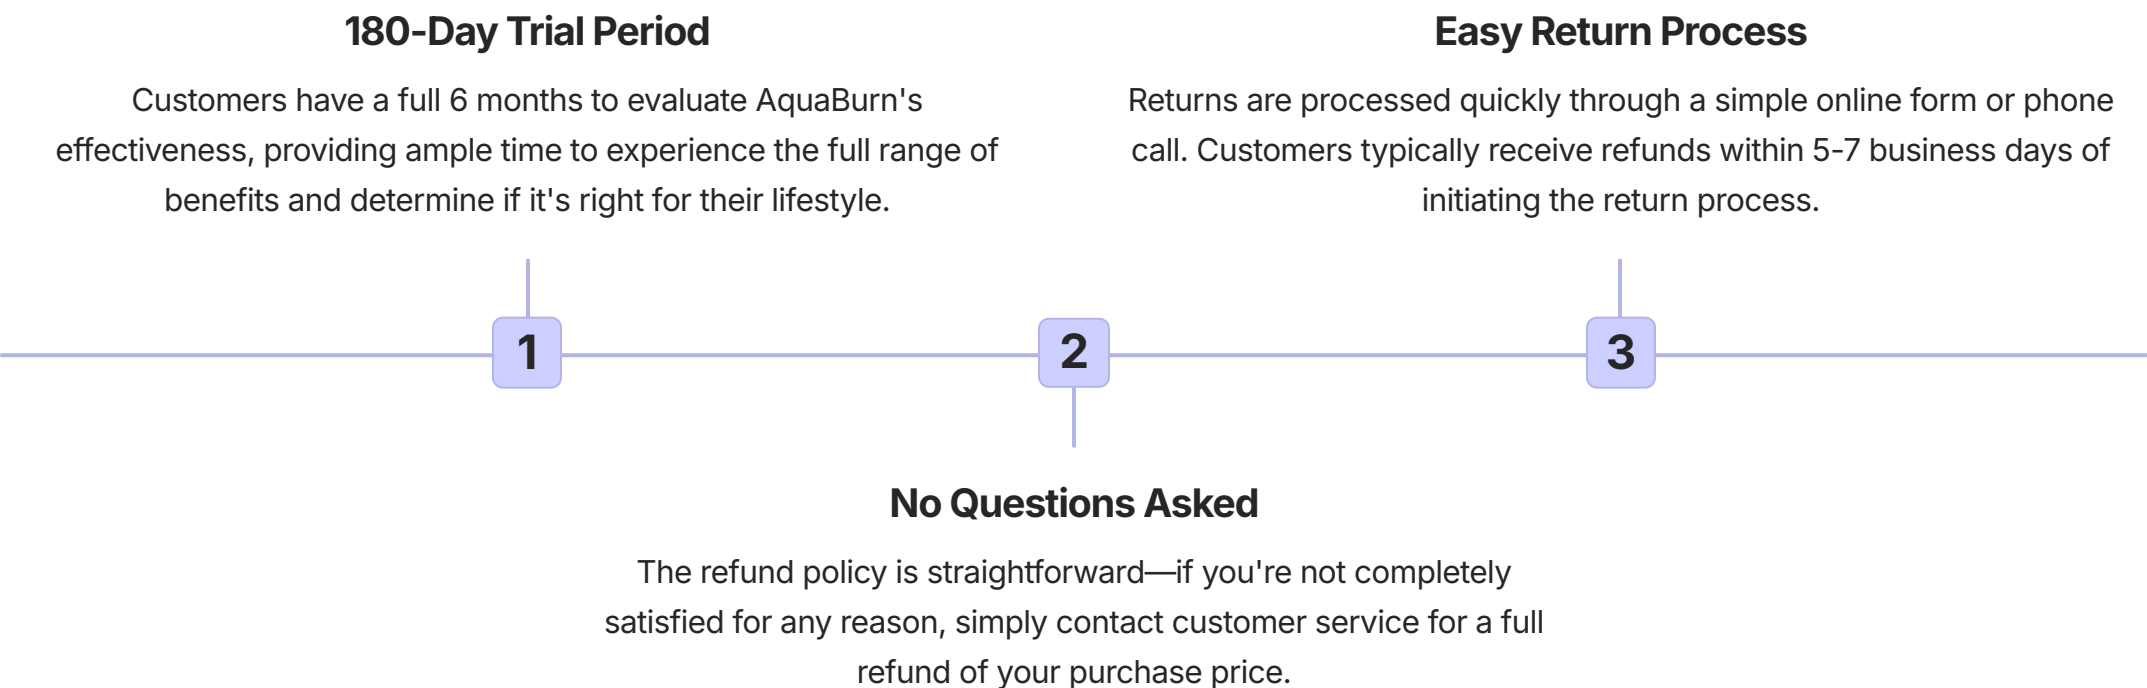 180-Day Trial Period
Customers have a full 6 months to evaluate AquaBurn's
effectiveness, providing ample time to experience the full range of
benefits and determine if it's right for their lifestyle.
1
2
No Questions Asked
The refund policy is straightforward—if you're not completely
satisfied for any reason, simply contact customer service for a full
refund of your purchase price.
Easy Return Process
Returns are processed quickly through a simple online form or phone
call. Customers typically receive refunds within 5-7 business days of
initiating the return process.
3